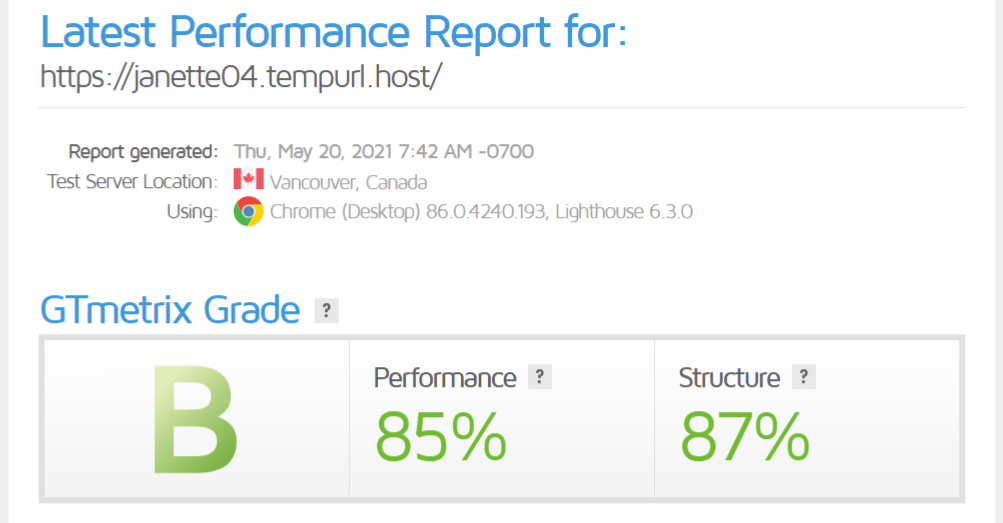 Latest Performance Report for:
https://janette04.tempurl.host/
Report generated: Thu, May 20, 2021 7:42 AM -0700
Test Server Location: Vancouver, Canada
Using: Chrome (Desktop) 86.0.4240.193, Lighthouse 6.3.0
GTmetrix Grade ?
B
Performance ?
85%
Structure ?
87%